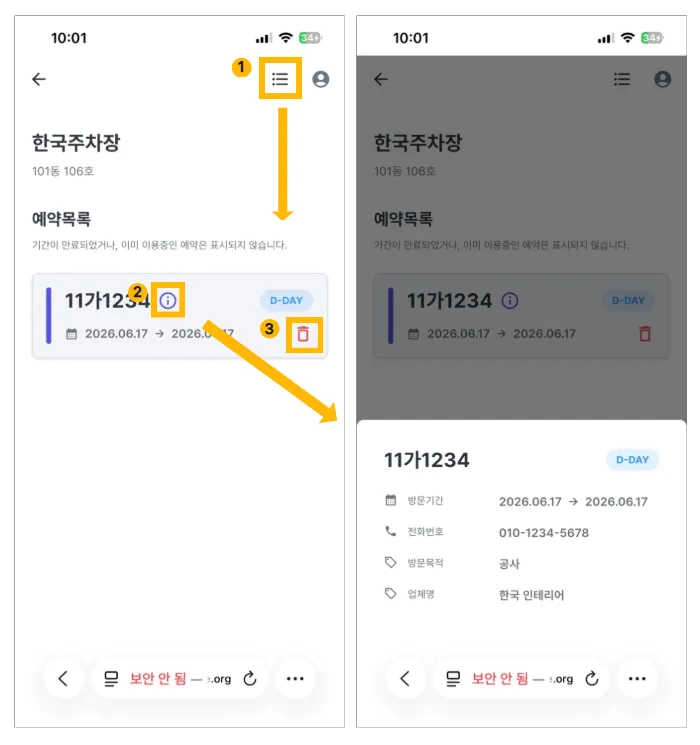 10:01
34+
1
한국주차장
101동 106호
예약목록
기간이 만료되었거나, 이미 이용중인 예약은 표시되지 않습니다.
11가1234
2
D-DAY
2026.06.17 → 2026.06.17
3
보안 안 됨 — .org
10:01
34+
한국주차장
101동 106호
예약목록
기간이 만료되었거나, 이미 이용중인 예약은 표시되지 않습니다.
11가1234
D-DAY
2026.06.17 → 2026.06.17
11가1234
D-DAY
방문기간 2026.06.17 → 2026.06.17
전화번호 010-1234-5678
방문목적 공사
업체명 한국 인테리어
보안 안 됨 — .org